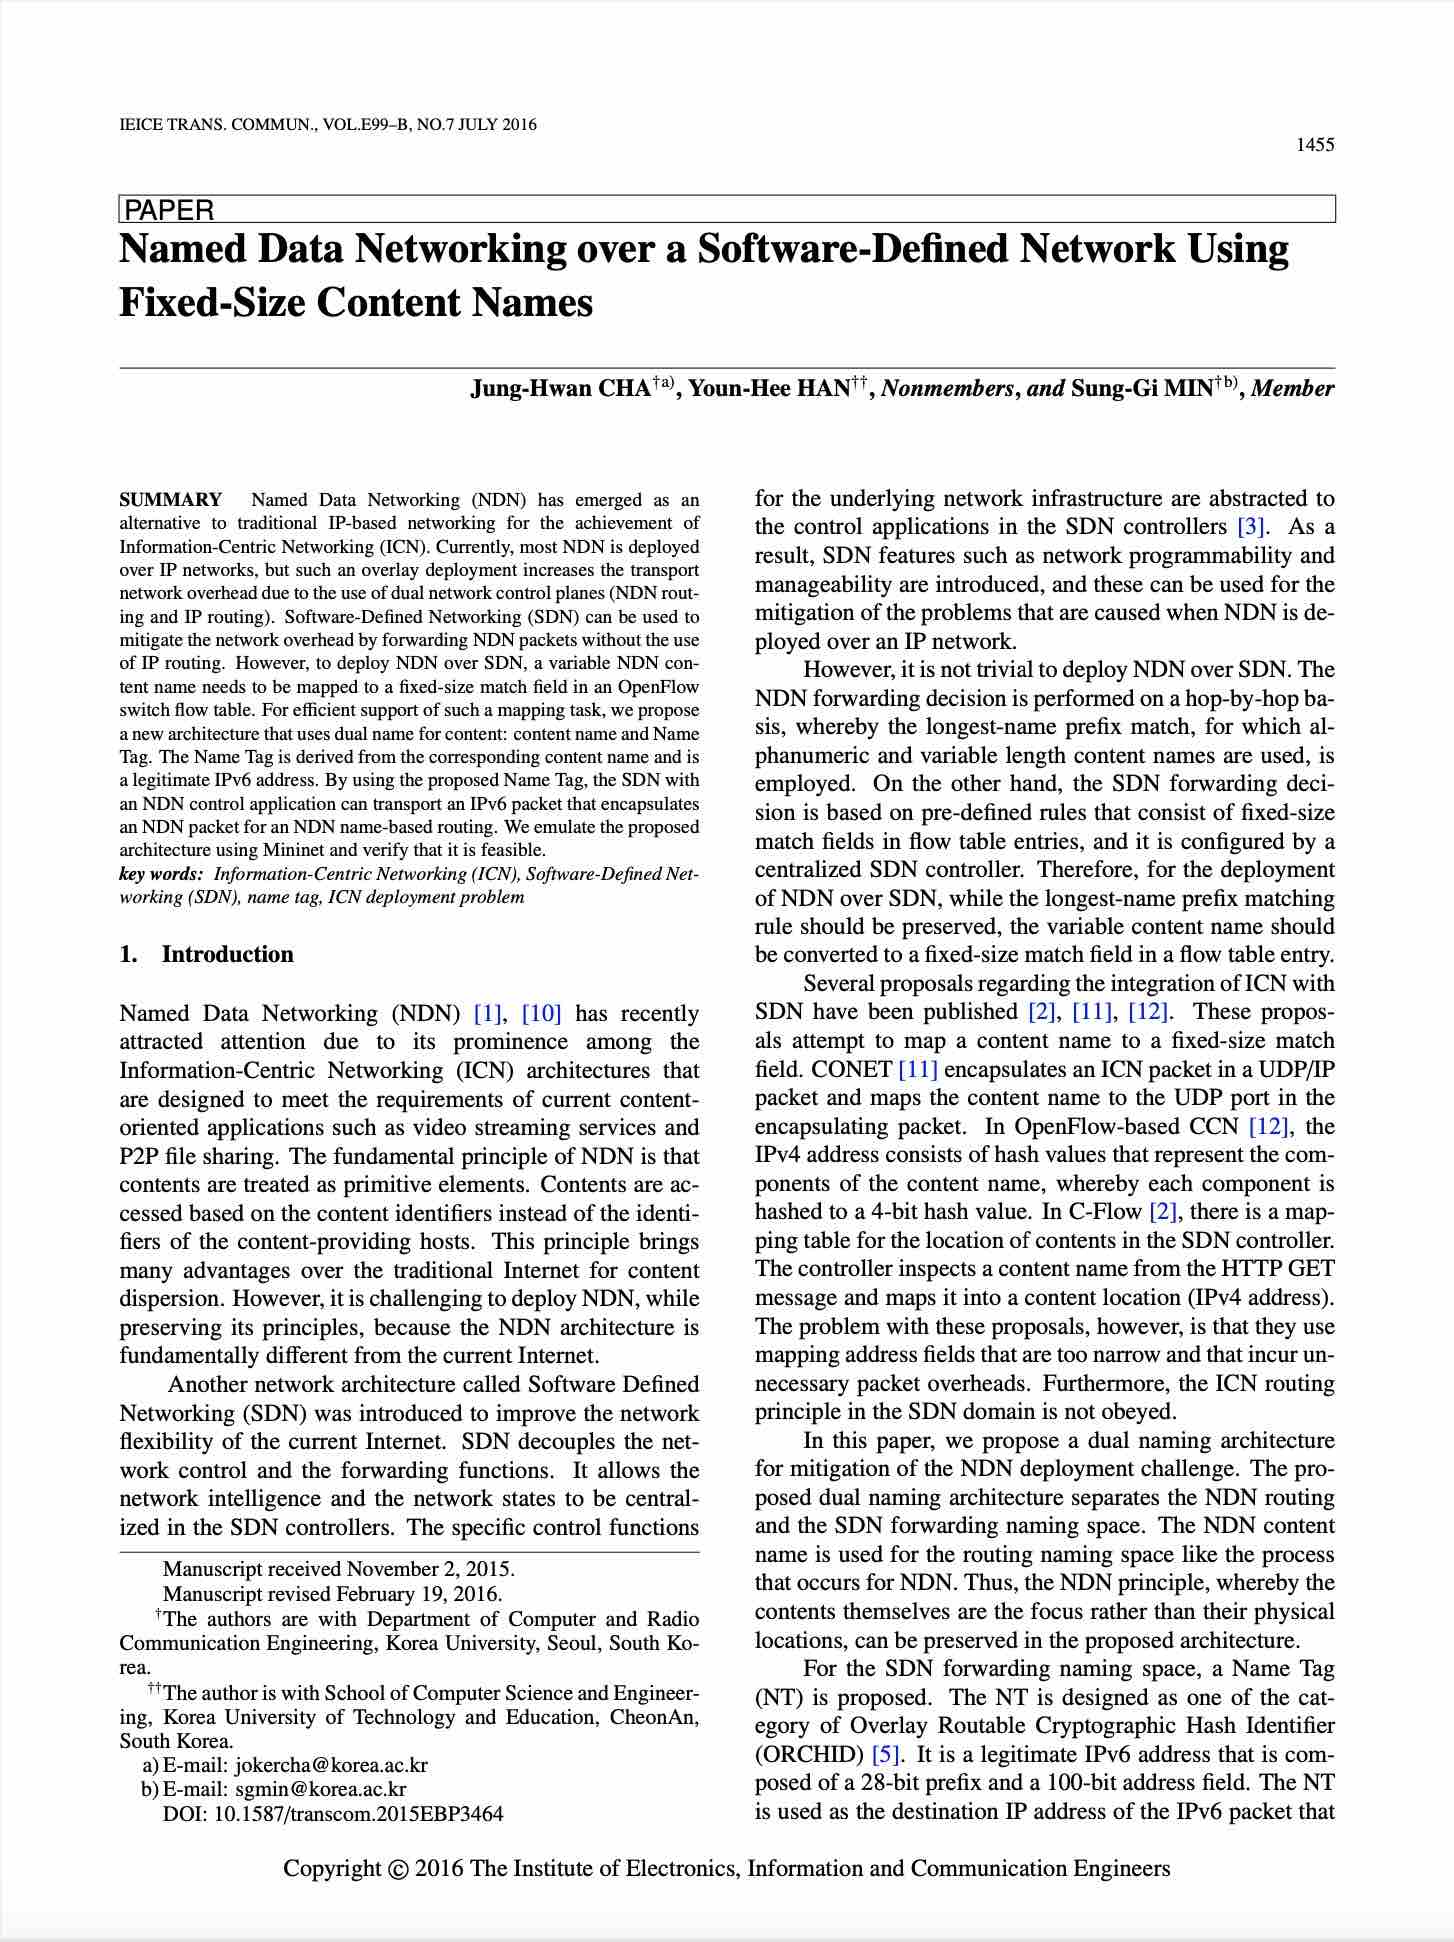 IEICE TRANS. COMMUN., VOL.E99–B, NO.7 JULY 2016
1455
PAPER
Named Data Networking over a Software-Defined Network Using
Fixed-Size Content Names
Jung-Hwan CHA†a), Youn-Hee HAN††, Nonmembers, and Sung-Gi MIN†b), Member
SUMMARY Named Data Networking (NDN) has emerged as an
alternative to traditional IP-based networking for the achievement of
Information-Centric Networking (ICN). Currently, most NDN is deployed
over IP networks, but such an overlay deployment increases the transport
network overhead due to the use of dual network control planes (NDN rout-
ing and IP routing). Software-Defined Networking (SDN) can be used to
mitigate the network overhead by forwarding NDN packets without the use
of IP routing. However, to deploy NDN over SDN, a variable NDN con-
tent name needs to be mapped to a fixed-size match field in an OpenFlow
switch flow table. For efficient support of such a mapping task, we propose
a new architecture that uses dual name for content: content name and Name
Tag. The Name Tag is derived from the corresponding content name and is
a legitimate IPv6 address. By using the proposed Name Tag, the SDN with
an NDN control application can transport an IPv6 packet that encapsulates
an NDN packet for an NDN name-based routing. We emulate the proposed
architecture using Mininet and verify that it is feasible.
key words: Information-Centric Networking (ICN), Software-Defined Net-
working (SDN), name tag, ICN deployment problem
1. Introduction
Named Data Networking (NDN) [1], [10] has recently
attracted attention due to its prominence among the
Information-Centric Networking (ICN) architectures that
are designed to meet the requirements of current content-
oriented applications such as video streaming services and
P2P file sharing. The fundamental principle of NDN is that
contents are treated as primitive elements. Contents are ac-
cessed based on the content identifiers instead of the identi-
fiers of the content-providing hosts. This principle brings
many advantages over the traditional Internet for content
dispersion. However, it is challenging to deploy NDN, while
preserving its principles, because the NDN architecture is
fundamentally different from the current Internet.
Another network architecture called Software Defined
Networking (SDN) was introduced to improve the network
flexibility of the current Internet. SDN decouples the net-
work control and the forwarding functions. It allows the
network intelligence and the network states to be central-
ized in the SDN controllers. The specific control functions
Manuscript received November 2, 2015.
Manuscript revised February 19, 2016.
†The authors are with Department of Computer and Radio
Communication Engineering, Korea University, Seoul, South Ko-
rea.
††The author is with School of Computer Science and Engineer-
ing, Korea University of Technology and Education, CheonAn,
South Korea.
a) E-mail: jokercha@korea.ac.kr
b) E-mail: sgmin@korea.ac.kr
DOI: 10.1587/transcom.2015EBP3464
for the underlying network infrastructure are abstracted to
the control applications in the SDN controllers [3]. As a
result, SDN features such as network programmability and
manageability are introduced, and these can be used for the
mitigation of the problems that are caused when NDN is de-
ployed over an IP network.
However, it is not trivial to deploy NDN over SDN. The
NDN forwarding decision is performed on a hop-by-hop ba-
sis, whereby the longest-name prefix match, for which al-
phanumeric and variable length content names are used, is
employed. On the other hand, the SDN forwarding deci-
sion is based on pre-defined rules that consist of fixed-size
match fields in flow table entries, and it is configured by a
centralized SDN controller. Therefore, for the deployment
of NDN over SDN, while the longest-name prefix matching
rule should be preserved, the variable content name should
be converted to a fixed-size match field in a flow table entry.
Several proposals regarding the integration of ICN with
SDN have been published [2], [11], [12]. These propos-
als attempt to map a content name to a fixed-size match
field. CONET [11] encapsulates an ICN packet in a UDP/IP
packet and maps the content name to the UDP port in the
encapsulating packet. In OpenFlow-based CCN [12], the
IPv4 address consists of hash values that represent the com-
ponents of the content name, whereby each component is
hashed to a 4-bit hash value. In C-Flow [2], there is a map-
ping table for the location of contents in the SDN controller.
The controller inspects a content name from the HTTP GET
message and maps it into a content location (IPv4 address).
The problem with these proposals, however, is that they use
mapping address fields that are too narrow and that incur un-
necessary packet overheads. Furthermore, the ICN routing
principle in the SDN domain is not obeyed.
In this paper, we propose a dual naming architecture
for mitigation of the NDN deployment challenge. The pro-
posed dual naming architecture separates the NDN routing
and the SDN forwarding naming space. The NDN content
name is used for the routing naming space like the process
that occurs for NDN. Thus, the NDN principle, whereby the
contents themselves are the focus rather than their physical
locations, can be preserved in the proposed architecture.
For the SDN forwarding naming space, a Name Tag
(NT) is proposed. The NT is designed as one of the cat-
egory of Overlay Routable Cryptographic Hash Identifier
(ORCHID) [5]. It is a legitimate IPv6 address that is com-
posed of a 28-bit prefix and a 100-bit address field. The NT
is used as the destination IP address of the IPv6 packet that
Copyright © 2016 The Institute of Electronics, Information and Communication Engineers